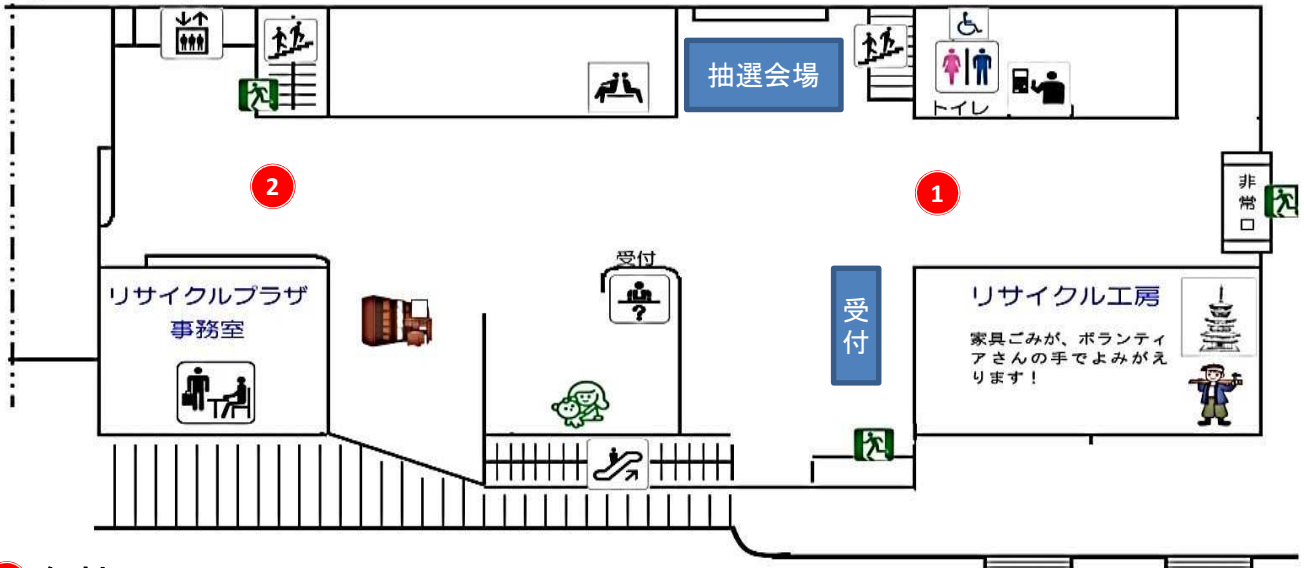 抽選会場
トイレ
2
1
非常口
受付
リサイクルプラザ
事務室
?
受付
リサイクル工房
家具ごみが、ボランティ
アさんの手でよみがえ
ります！